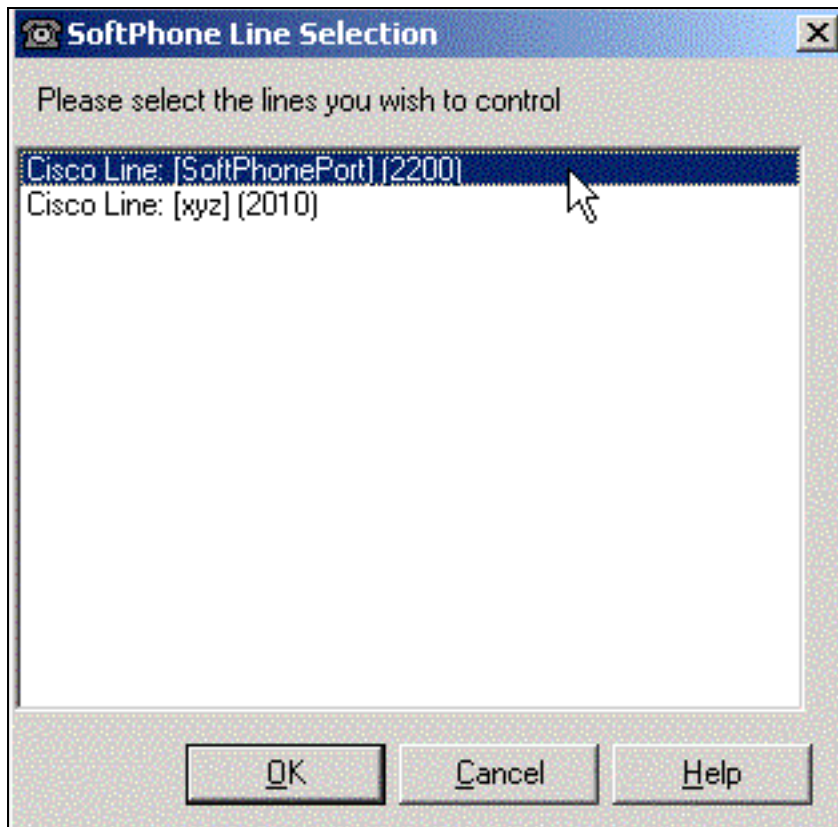 SoftPhone Line Selection
Please select the lines you wish to control
Cisco Line: [SoftPhonePort] (2200)
Cisco Line: [xyz] (2010)
OK
Cancel
Help